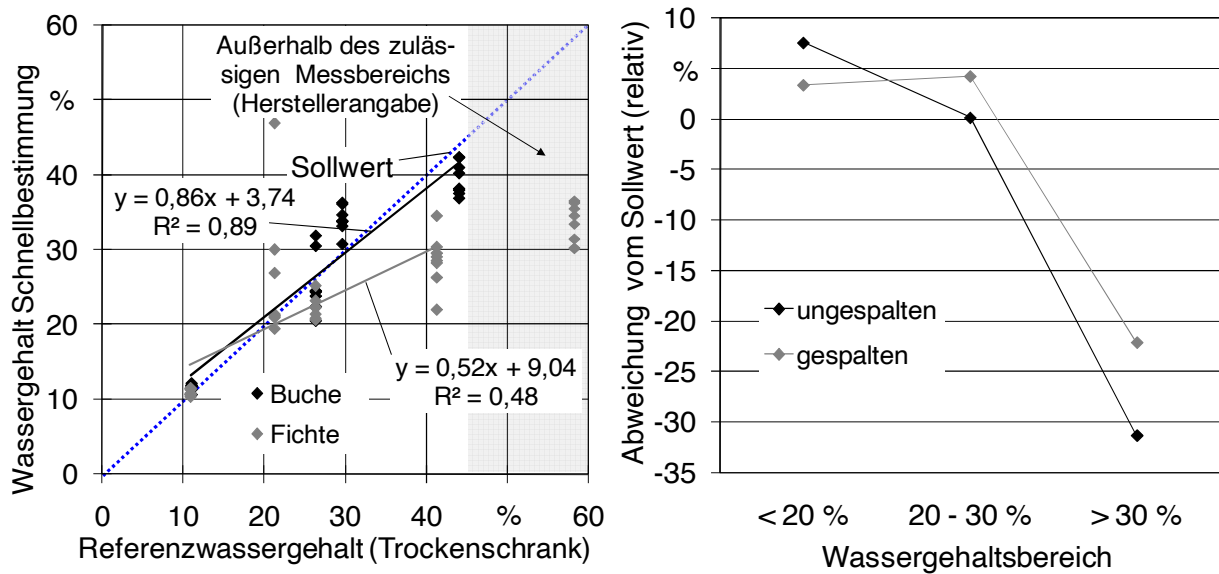 60
50
40
30
20
10
0
%
Wassergehalt Schnellbestimmung
Außerhalb des zuläs-
sigen Messbereichs
(Herstellerangabe)
Sollwert
y = 0,86x + 3,74
R² = 0,89
y = 0,52x + 9,04
R² = 0,48
Buche
Fichte
0 10 20 30 40 % 60
Referenzwassergehalt (Trockenschrank)
10
%
0
-5
-10
-15
-20
-25
-30
-35
Abweichung vom Sollwert (relativ)
ungespalten
gespalten
< 20 % 20 - 30 % > 30 %
Wassergehaltsbereich